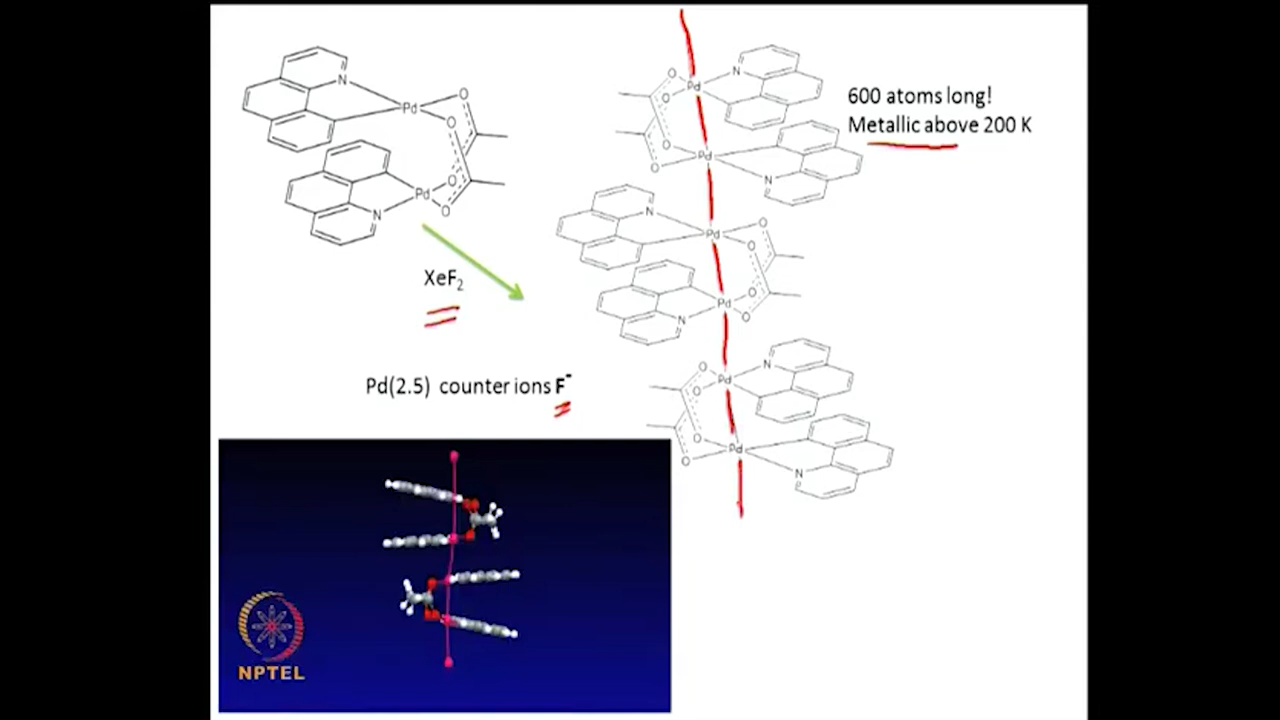 N
Pd
O
O
Pd
O
O
N
XeF2
Pd(2.5) counter ions F-
O
O
Pd
N
O
O
Pd
N
N
Pd
O
O
Pd
O
O
N
O
O
Pd
N
O
O
Pd
N
600 atoms long!
Metallic above 200 K
NPTEL